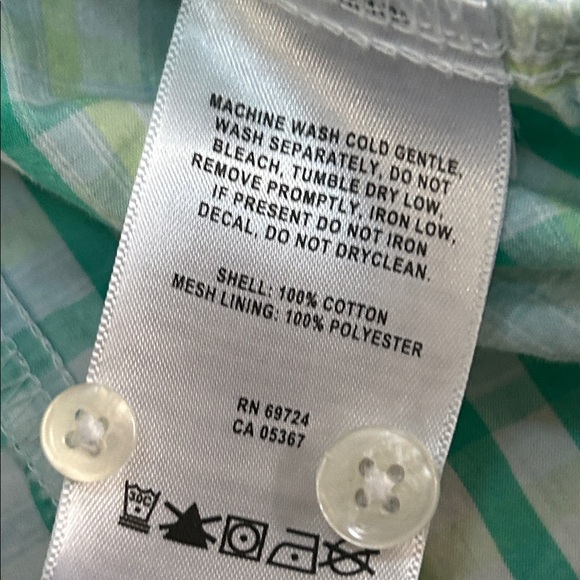 MACHINE WASH COLD GENTLE,
WASH SEPARATELY, DO NOT
BLEACH, TUMBLE DRY LOW,
REMOVE PROMPTLY, IRON LOW,
IF PRESENT DO NOT IRON
DECAL, DO NOT DRYCLEAN.
SHELL: 100% COTTON
MESH LINING: 100% POLYESTER
RN 69724
CA 05367
30C